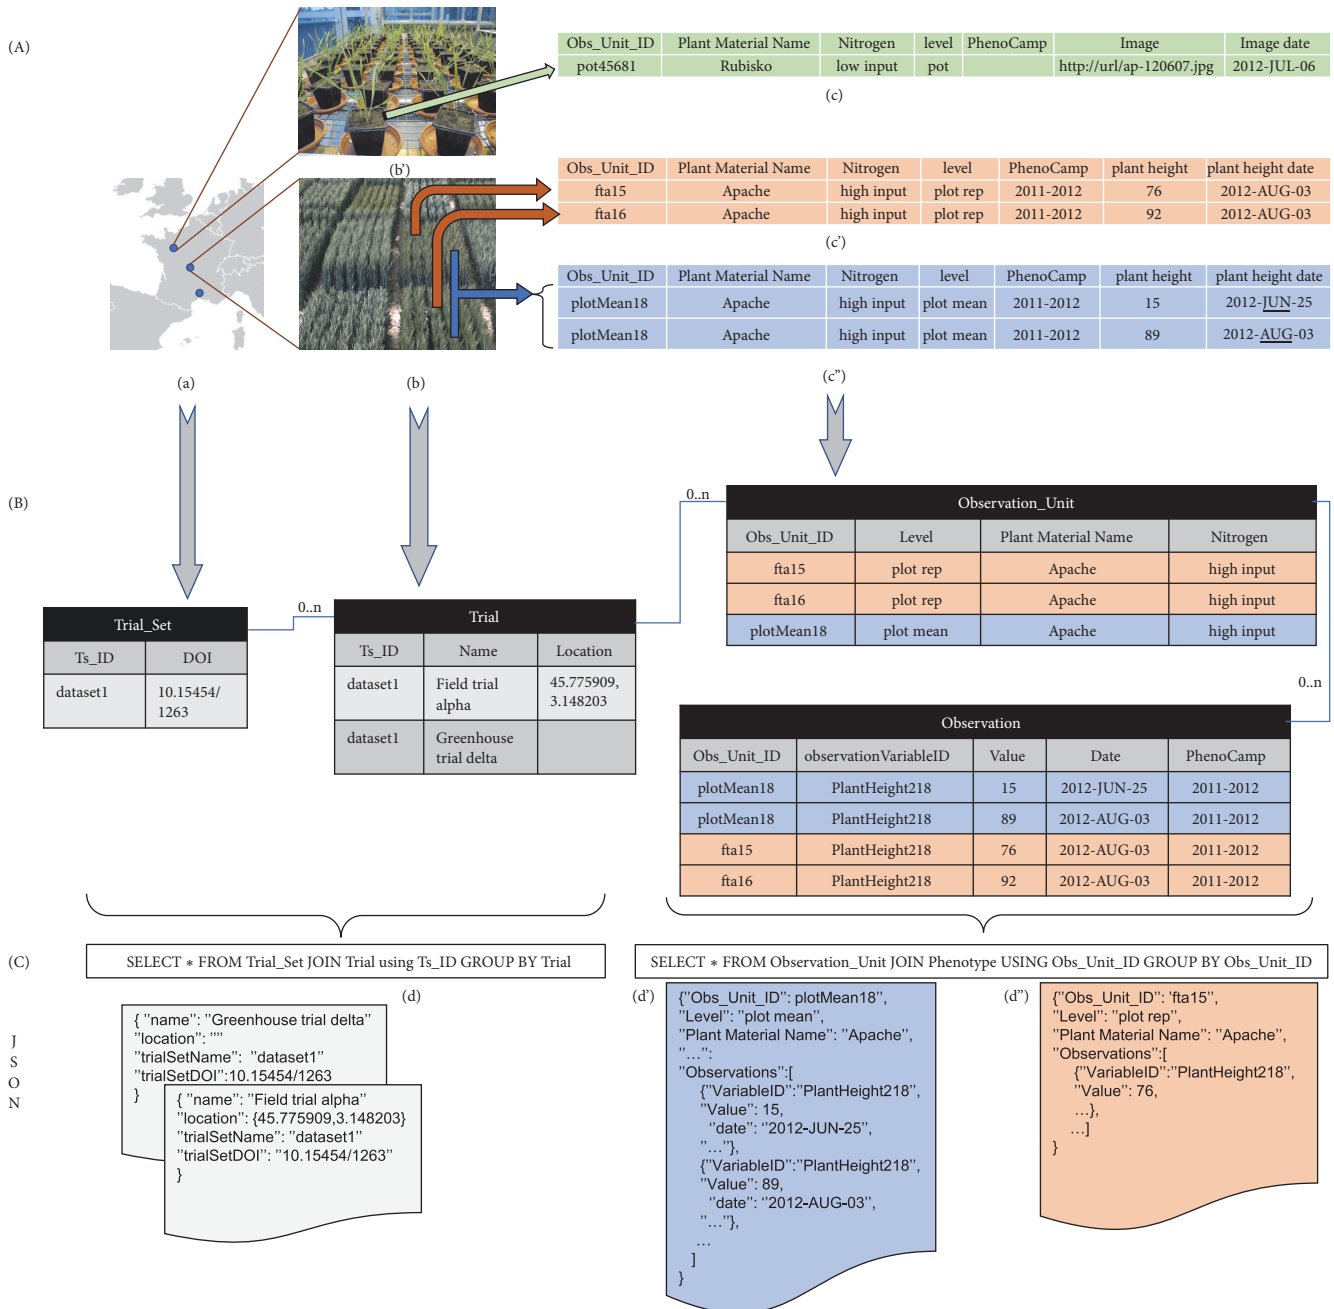 (A)
Obs_Unit_ID Plant Material Name Nitrogen level PhenoCamp Image Image date
pot45681 Rubisko low input pot http://url/ap-120607.jpg 2012-JUL-06
(c)
(b')
Obs_Unit_ID Plant Material Name Nitrogen level PhenoCamp plant height plant height date
fta15 Apache high input plot rep 2011-2012 76 2012-AUG-03
fta16 Apache high input plot rep 2011-2012 92 2012-AUG-03
(c')
Obs_Unit_ID Plant Material Name Nitrogen level PhenoCamp plant height plant height date
plotMean18 Apache high input plot mean 2011-2012 15 2012-JUN-25
plotMean18 Apache high input plot mean 2011-2012 89 2012-AUG-03
(a)
(b)
(c'')
(B)
0..n
Observation_Unit
Obs_Unit_ID Level Plant Material Name Nitrogen
fta15 plot rep Apache high input
fta16 plot rep Apache high input
plotMean18 plot mean Apache high input
0..n
Trial_Set
Ts_ID DOI
dataset1 10.15454/
1263
0..n
Trial
Ts_ID Name Location
dataset1 Field trial 45.775909,
alpha 3.148203
dataset1 Greenhouse
trial delta
Observation
Obs_Unit_ID observationVariableID Value Date PhenoCamp
plotMean18 PlantHeight218 15 2012-JUN-25 2011-2012
plotMean18 PlantHeight218 89 2012-AUG-03 2011-2012
fta15 PlantHeight218 76 2012-AUG-03 2011-2012
fta16 PlantHeight218 92 2012-AUG-03 2011-2012
(C)
SELECT * FROM Trial_Set JOIN Trial using Ts_ID GROUP BY Trial
SELECT * FROM Observation_Unit JOIN Phenotype USING Obs_Unit_ID GROUP BY Obs_Unit_ID
J
S
O
N
(d)
{ ''name'': ''Greenhouse trial delta''
''location'': ''''
''trialSetName'': ''dataset1''
''trialSetDOI'':10.15454/1263
}
{ ''name'': ''Field trial alpha''
''location'': {45.775909,3.148203}
''trialSetName'': ''dataset1''
''trialSetDOI'': ''10.15454/1263''
}
(d')
{''Obs_Unit_ID'': plotMean18'',
''Level'': ''plot mean'',
''Plant Material Name'': ''Apache'',
''…'':
''Observations'':[
{''VariableID'':''PlantHeight218'',
''Value'': 15,
''date'': ''2012-JUN-25'',
''…''},
{''VariableID'':''PlantHeight218'',
''Value'': 89,
''date'': ''2012-AUG-03'',
''…''},
…
]
}
(d'')
{''Obs_Unit_ID'': 'fta15'',
''Level'': ''plot rep'',
''Plant Material Name'': ''Apache'',
''Observations'':[
{''VariableID'':''PlantHeight218'',
''Value'': 76,
…},
…]
}